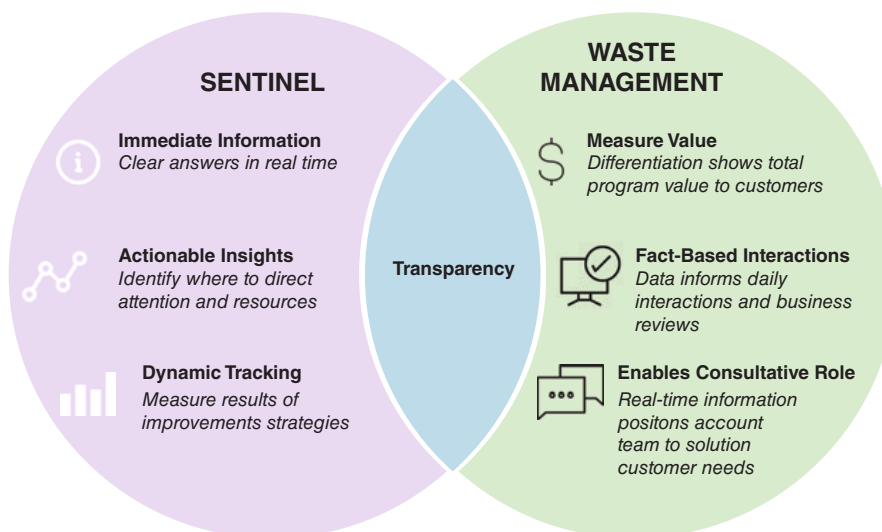 SENTINEL
Immediate Information
Clear answers in real time
Actionable Insights
Identify where to direct
attention and resources
Dynamic Tracking
Measure results of
improvements strategies
Transparency
WASTE
MANAGEMENT
$
Measure Value
Differentiation shows total
program value to customers
Fact-Based Interactions
Data informs daily
interactions and business
reviews
Enables Consultative Role
Real-time information
positons account
team to solution
customer needs